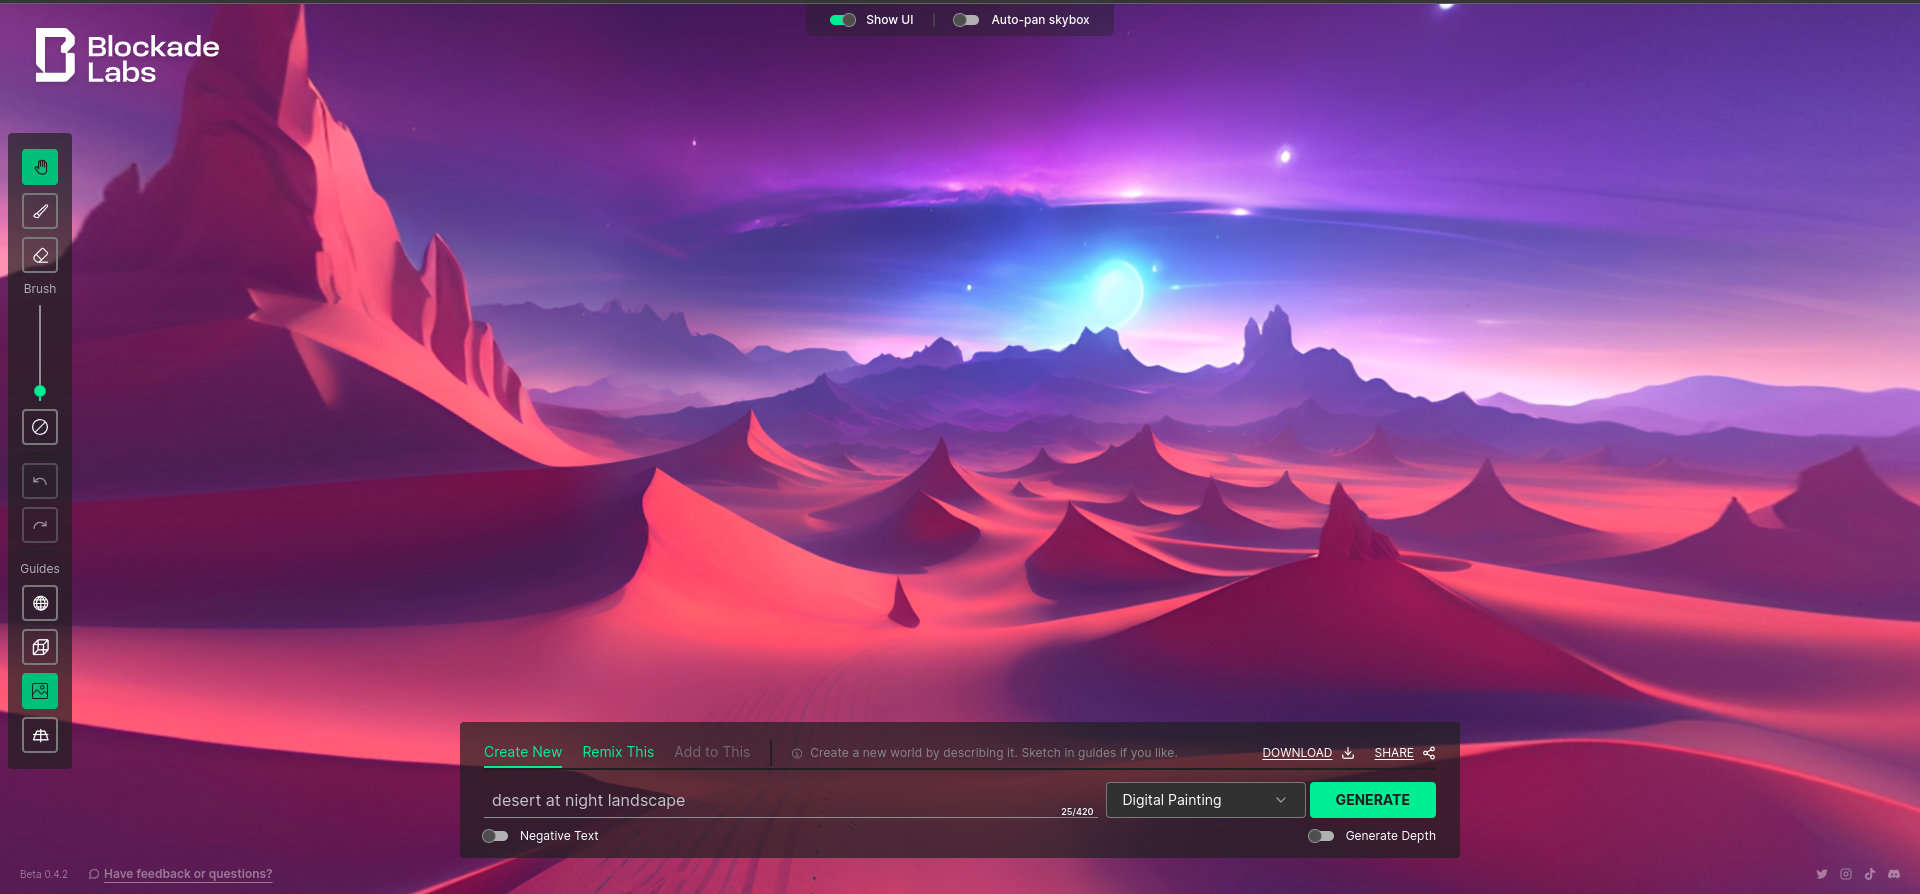 Show UI
Auto-pan skybox
Blockade
Labs
Brush
Guides
Create New
Remix This
Add to This
Create a new world by describing it. Sketch in guides if you like.
DOWNLOAD
SHARE
desert at night landscape
25/420
Digital Painting
GENERATE
Negative Text
Generate Depth
Beta 0.4.2
Have feedback or questions?